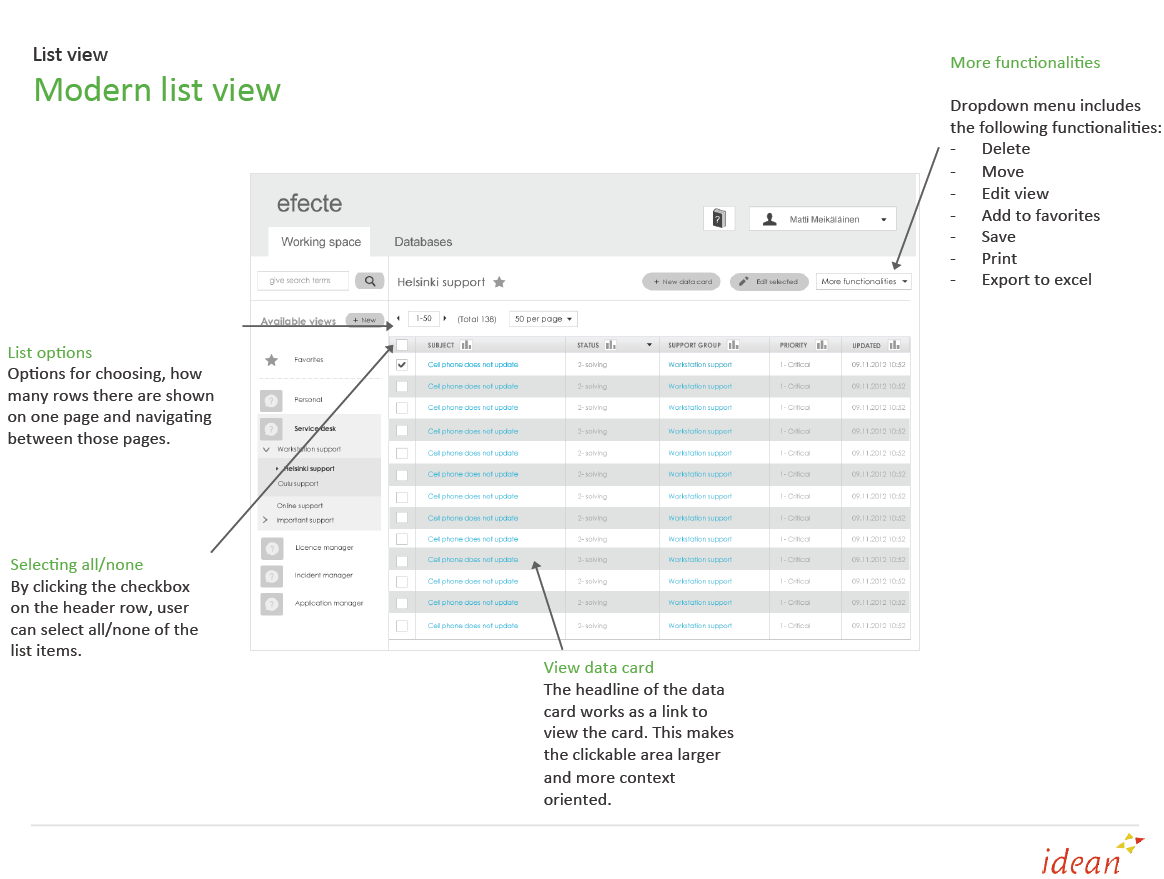 List view
Modern list view
More functionalities
Dropdown menu includes
the following functionalities:
- Delete
- Move
- Edit view
- Add to favorites
- Save
- Print
- Export to excel
efecte
?
Matti Meikäläinen
Working space
Databases
give search terms
Helsinki support
+ New data card
Edit selected
More functionalities
Available views
+ New
1-50
(Total 138)
50 per page
SUBJECT STATUS SUPPORT GROUP PRIORITY UPDATED
Cell phone does not update 2- solving Workstation support 1 - Critical 09.11.2012 10:52
Cell phone does not update 2- solving Workstation support 1 - Critical 09.11.2012 10:52
Cell phone does not update 2- solving Workstation support 1 - Critical 09.11.2012 10:52
Cell phone does not update 2- solving Workstation support 1 - Critical 09.11.2012 10:52
Cell phone does not update 2- solving Workstation support 1 - Critical 09.11.2012 10:52
Cell phone does not update 2- solving Workstation support 1 - Critical 09.11.2012 10:52
Cell phone does not update 2- solving Workstation support 1 - Critical 09.11.2012 10:52
Cell phone does not update 2- solving Workstation support 1 - Critical 09.11.2012 10:52
Cell phone does not update 2- solving Workstation support 1 - Critical 09.11.2012 10:52
Cell phone does not update 2- solving Workstation support 1 - Critical 09.11.2012 10:52
Cell phone does not update 2- solving Workstation support 1 - Critical 09.11.2012 10:52
Cell phone does not update 2- solving Workstation support 1 - Critical 09.11.2012 10:52
Cell phone does not update 2- solving Workstation support 1 - Critical 09.11.2012 10:52
Favorites
? Personal
? Service desk
Workstation support
Helsinki support
Oulu support
Online support
Important support
? Licence manager
? Incident manager
? Application manager
List options
Options for choosing, how
many rows there are shown
on one page and navigating
between those pages.
Selecting all/none
By clicking the checkbox
on the header row, user
can select all/none of the
list items.
View data card
The headline of the data
card works as a link to
view the card. This makes
the clickable area larger
and more context
oriented.
idean